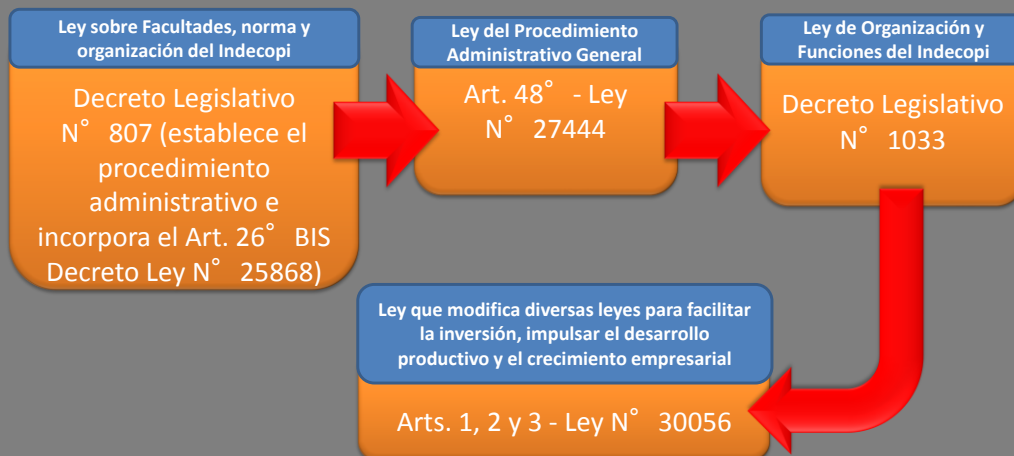 Ley sobre Facultades, norma y
organización del Indecopi
Decreto Legislativo
N° 807 (establece el
procedimiento
administrativo e
incorpora el Art. 26° BIS
Decreto Ley N° 25868)
Ley del Procedimiento
Administrativo General
Art. 48° - Ley
N° 27444
Ley de Organización y
Funciones del Indecopi
Decreto Legislativo
N° 1033
Ley que modifica diversas leyes para facilitar
la inversión, impulsar el desarrollo
productivo y el crecimiento empresarial
Arts. 1, 2 y 3 - Ley N° 30056